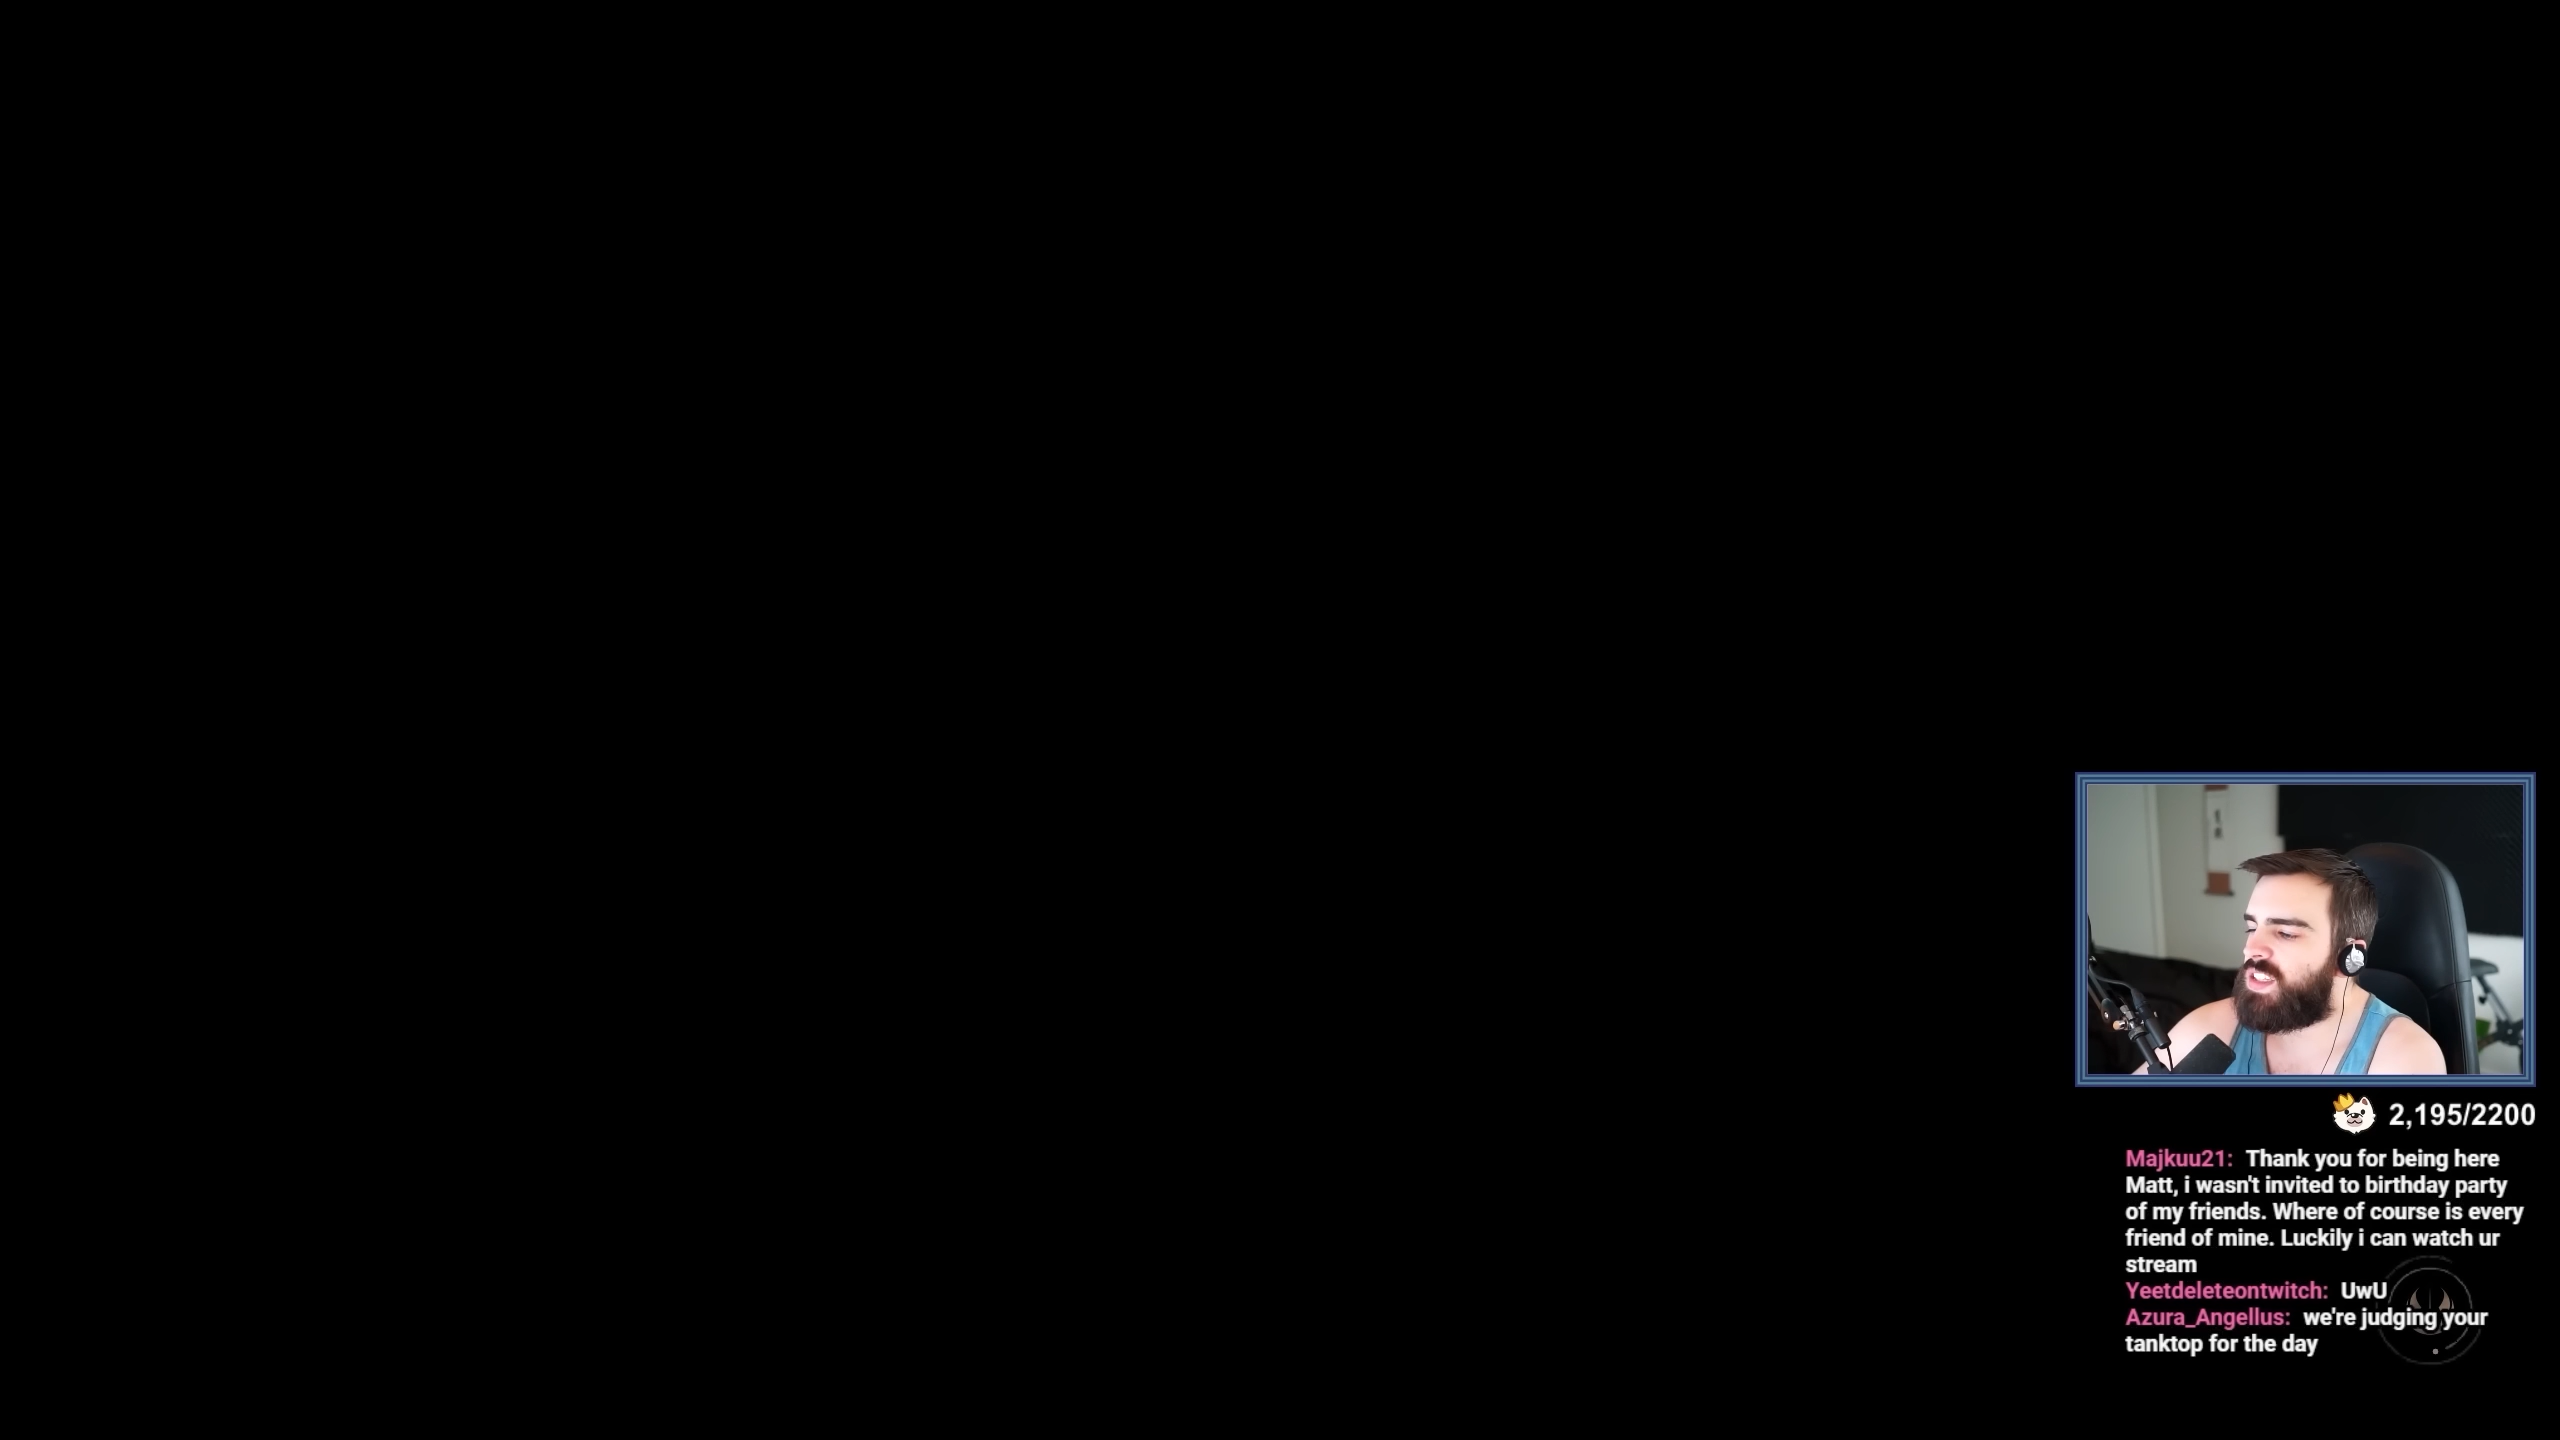 2,195/2200
Majkuu21: Thank you for being here
Matt, i wasn't invited to birthday party
of my friends. Where of course is every
friend of mine. Luckily i can watch ur
stream
Yeetdeleteontwitch: UwU
Azura_Angellus: we're judging your
tanktop for the day